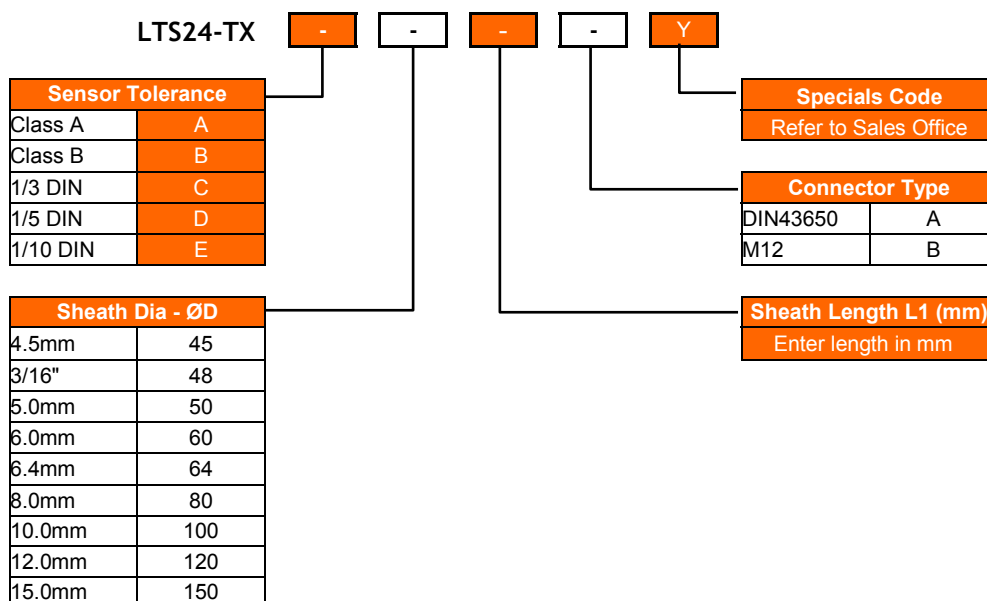 LTS24-TX - - - - Y
Sensor Tolerance
Class A A
Class B B
1/3 DIN C
1/5 DIN D
1/10 DIN E
Sheath Dia - ØD
4.5mm 45
3/16" 48
5.0mm 50
6.0mm 60
6.4mm 64
8.0mm 80
10.0mm 100
12.0mm 120
15.0mm 150
Specials Code
Refer to Sales Office
Connector Type
DIN43650 A
M12 B
Sheath Length L1 (mm)
Enter length in mm